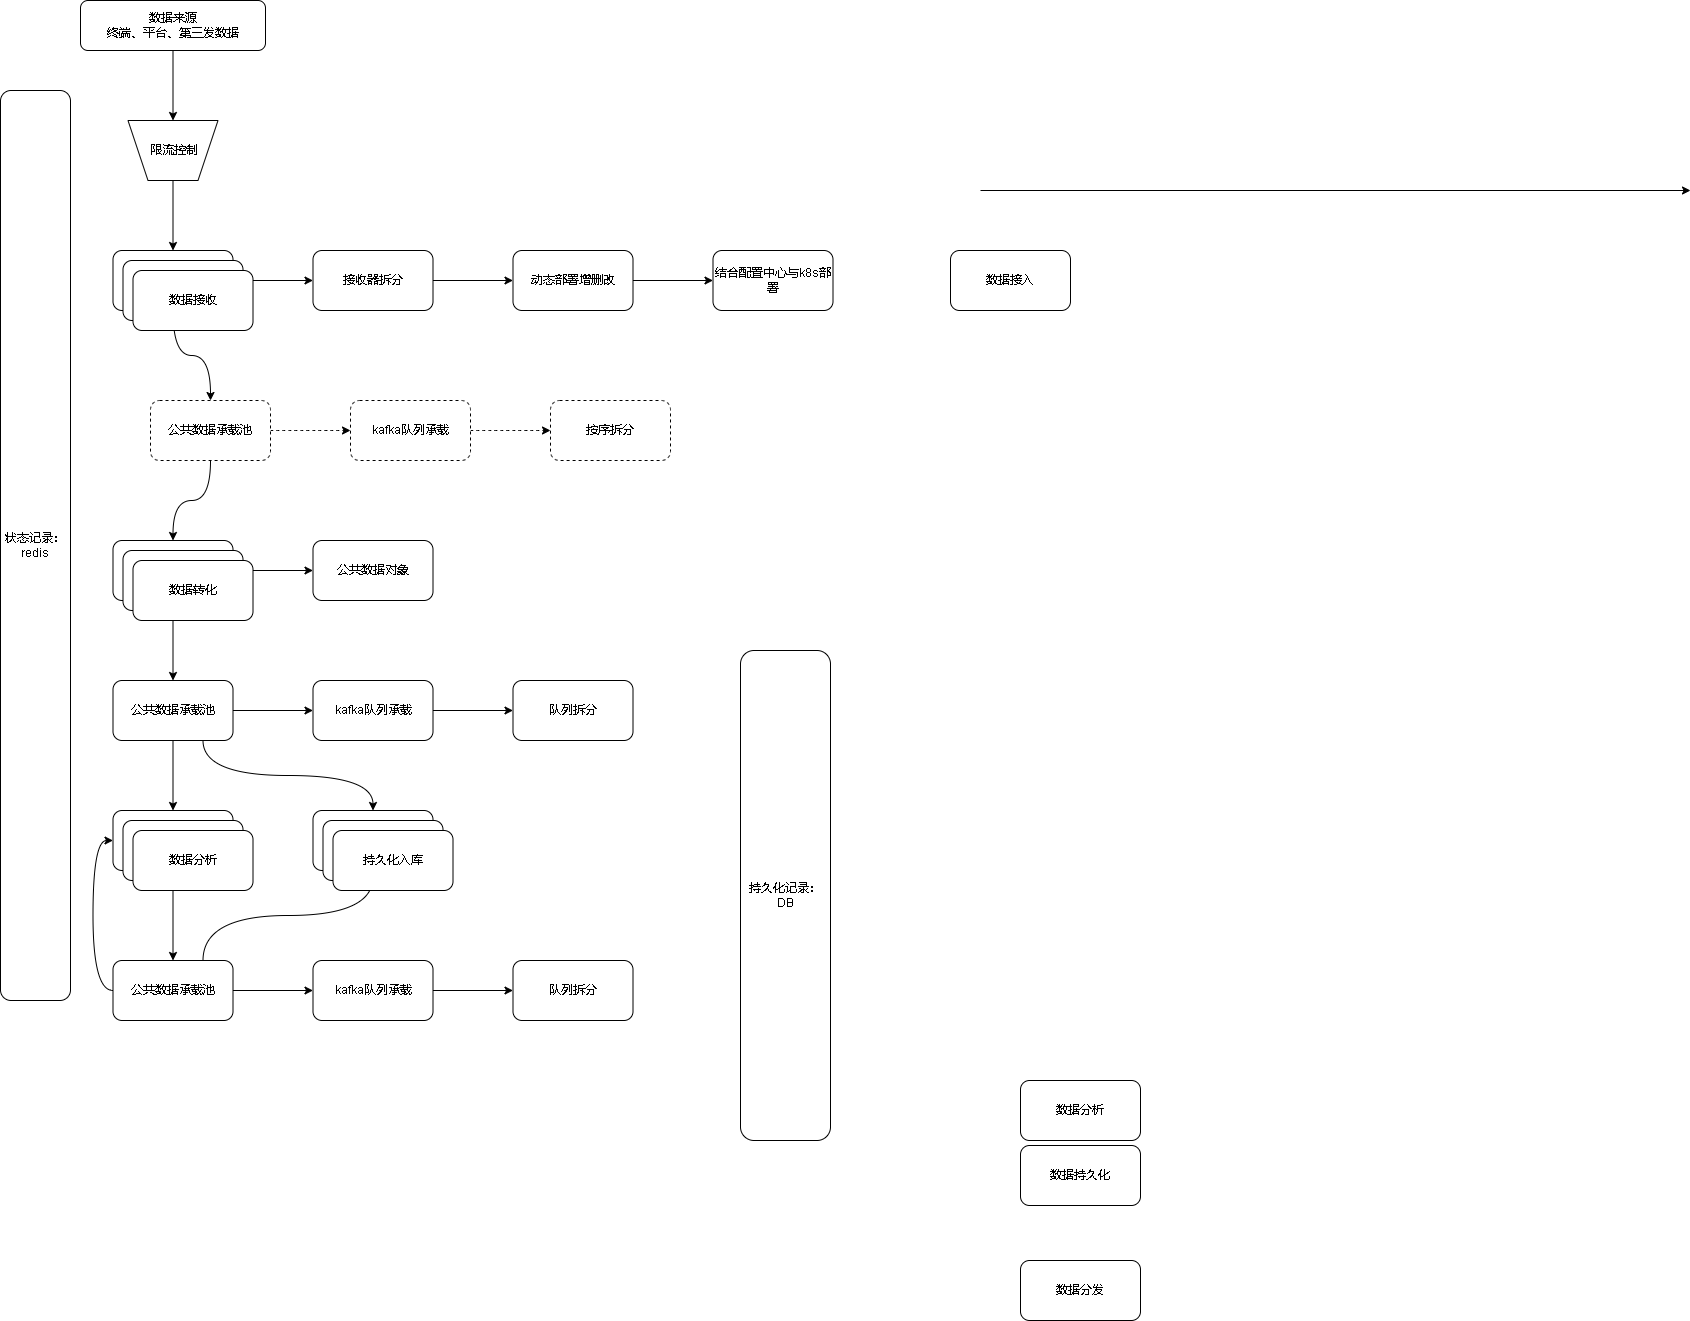 数据来源
终端、平台、第三发数据
限流控制
数据接收
接收器拆分
动态部署增删改
结合配置中心与k8s部
署
数据接入
公共数据承载池
kafka队列承载
按序拆分
状态记录：
redis
数据转化
公共数据对象
公共数据承载池
kafka队列承载
队列拆分
数据分析
持久化入库
持久化记录：
DB
公共数据承载池
kafka队列承载
队列拆分
数据分析
数据持久化
数据分发